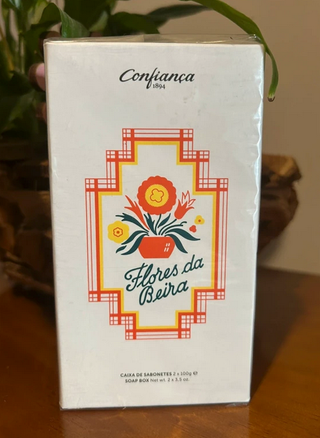 Confiança
1894
Flores da
Beira
CAIXA DE SABONETES 2 x 100g ℮
SOAP BOX net wt. 2 x 3,5 oz.